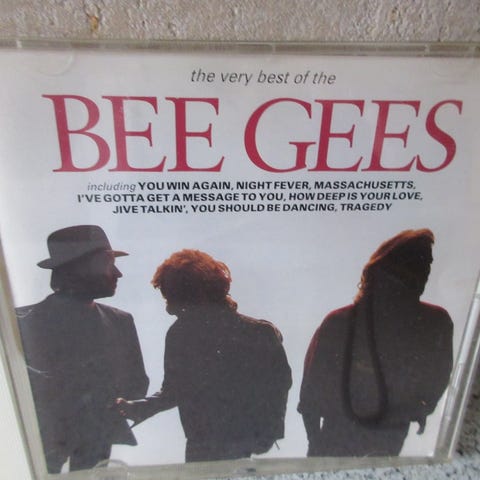 the very best of the
BEE GEES
including YOU WIN AGAIN, NIGHT FEVER, MASSACHUSETTS,
I'VE GOTTA GET A MESSAGE TO YOU, HOW DEEP IS YOUR LOVE,
JIVE TALKIN', YOU SHOULD BE DANCING, TRAGEDY